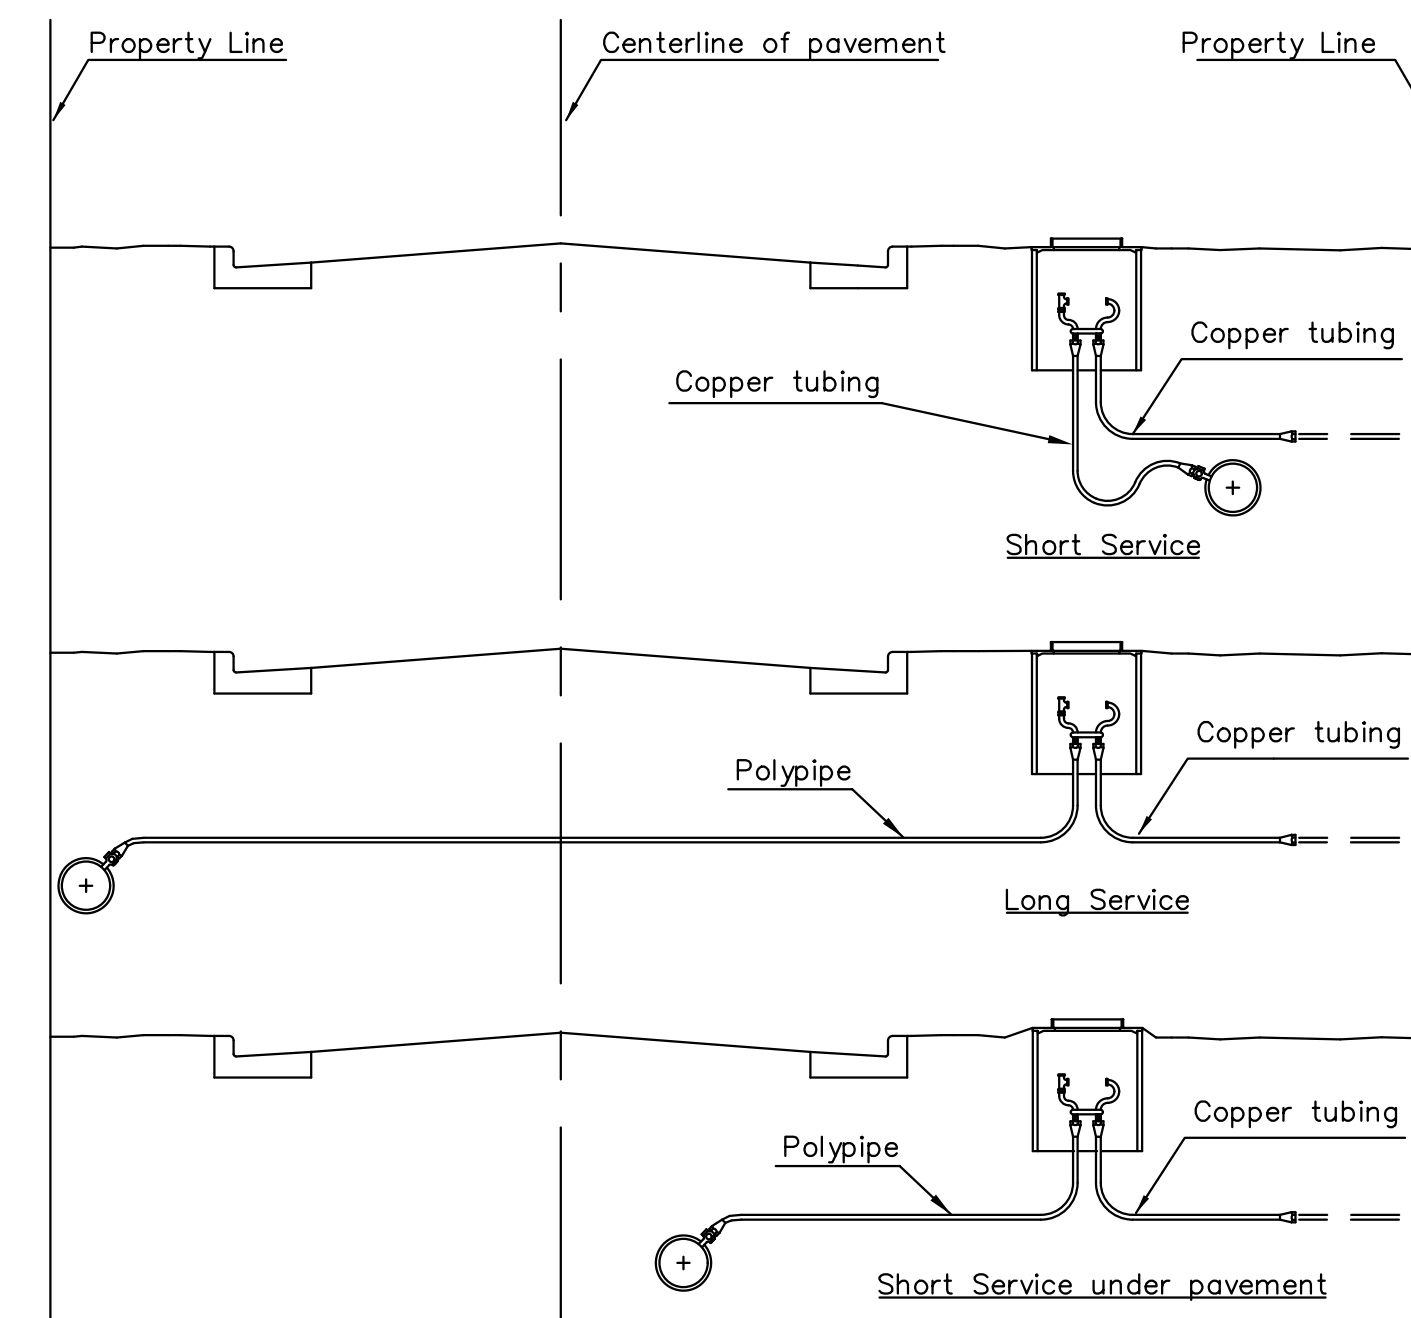 Property Line
Centerline of pavement
Property Line
Copper tubing
Copper tubing
Short Service
Copper tubing
Polypipe
Long Service
Copper tubing
Polypipe
Short Service under pavement